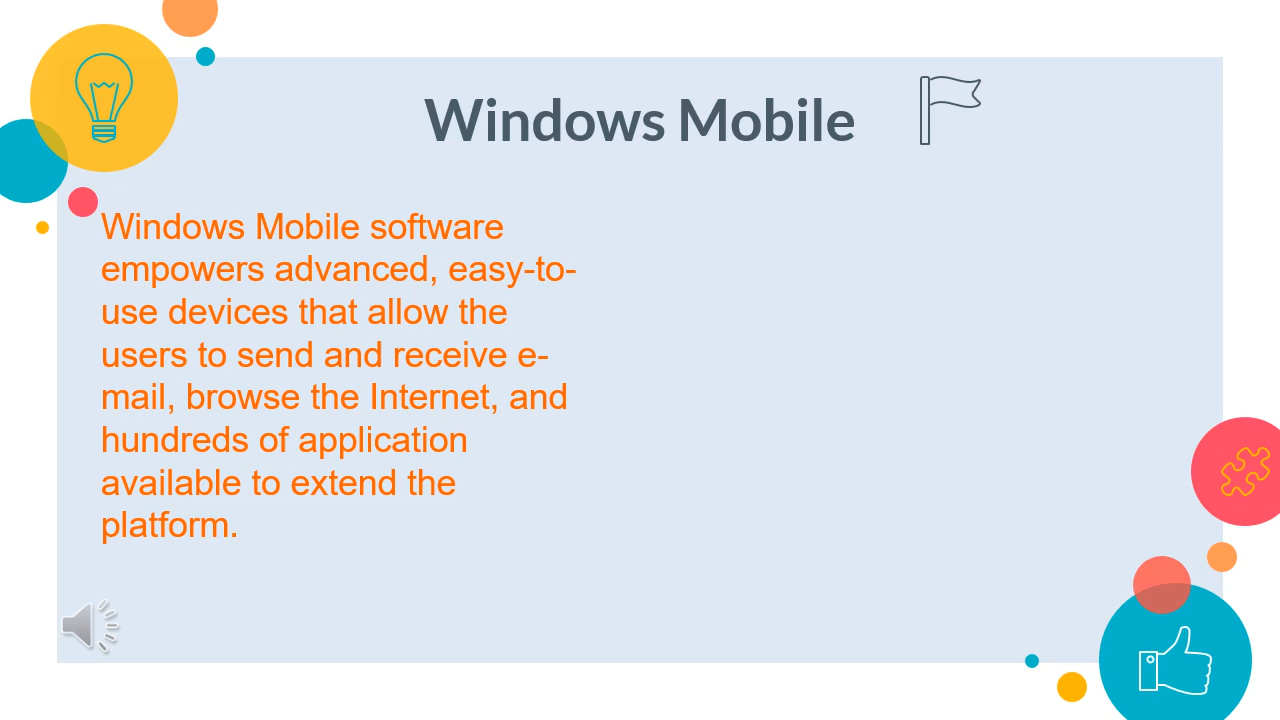 Windows Mobile
Windows Mobile software
empowers advanced, easy-to-
use devices that allow the
users to send and receive e-
mail, browse the Internet, and
hundreds of application
available to extend the
platform.